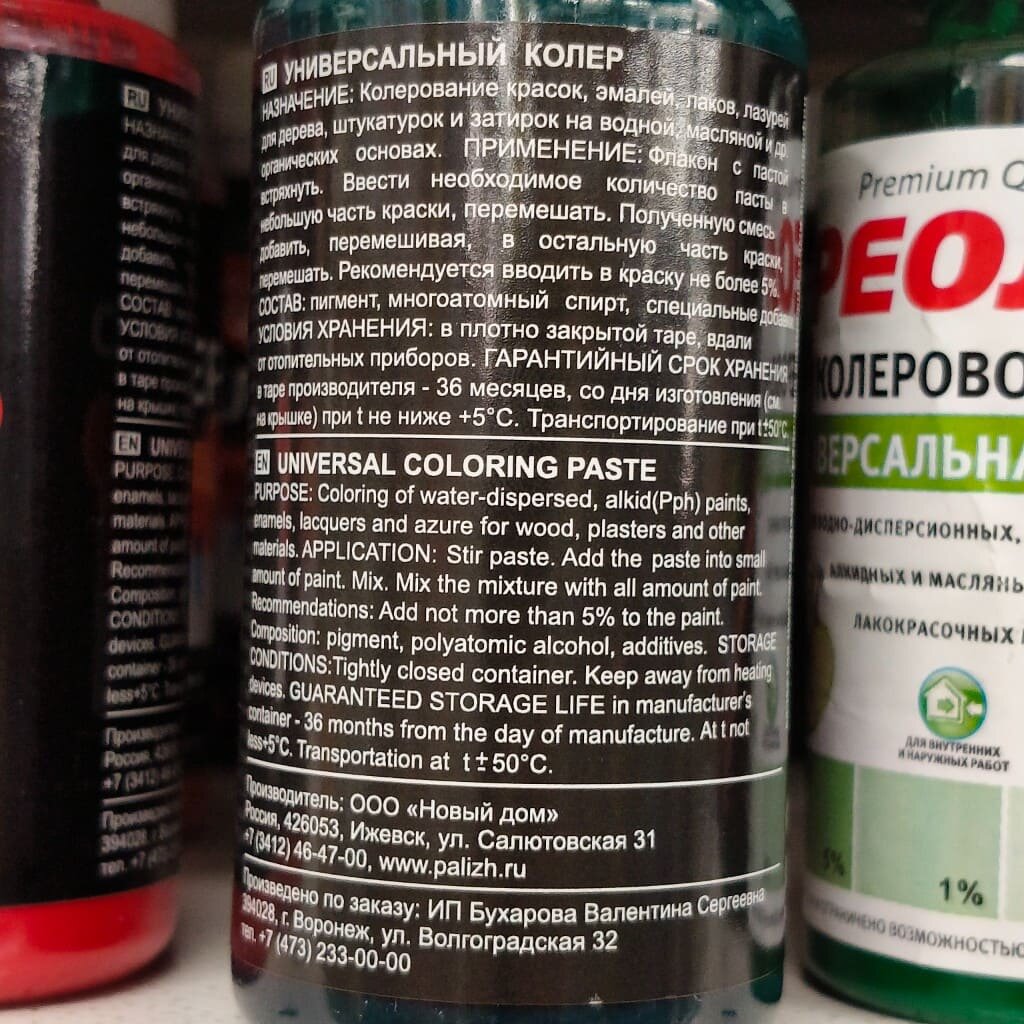 RU УНИВЕРСАЛЬНЫЙ КОЛЕР
НАЗНАЧЕНИЕ: Колерование красок, эмалей, лаков, лазурей
для дерева, штукатурок и затирок на водной, масляной и др.
органических основах. ПРИМЕНЕНИЕ: Флакон с пастой
встряхнуть. Ввести необходимое количество пасты в
небольшую часть краски, перемешать. Полученную смесь
добавить, перемешивая, в остальную часть краски,
перемешать. Рекомендуется вводить в краску не более 5%.
СОСТАВ: пигмент, многоатомный спирт, специальные добавки
УСЛОВИЯ ХРАНЕНИЯ: в плотно закрытой таре, вдали
от отопительных приборов. ГАРАНТИЙНЫЙ СРОК ХРАНЕНИЯ
в таре производителя - 36 месяцев, со дня изготовления (см.
на крышке) при t не ниже +5°C. Транспортирование при t±50°C.
EN UNIVERSAL COLORING PASTE
PURPOSE: Coloring of water-dispersed, alkid(Pph) paints,
enamels, lacquers and azure for wood, plasters and other
materials. APPLICATION: Stir paste. Add the paste into small
amount of paint. Mix. Mix the mixture with all amount of paint.
Recommendations: Add not more than 5% to the paint.
Composition: pigment, polyatomic alcohol, additives. STORAGE
CONDITIONS:Tightly closed container. Keep away from heating
devices. GUARANTEED STORAGE LIFE in manufacturer's
container - 36 months from the day of manufacture. At t not
less+5°C. Transportation at t±50°C.
Производитель: ООО «Новый дом»
Россия, 426053, Ижевск, ул. Салютовская 31
+7(3412) 46-47-00, www.palizh.ru
Произведено по заказу: ИП Бухарова Валентина Сергеевна
394028, г. Воронеж, ул. Волгоградская 32
тел. +7 (473) 233-00-00
Premium Q
РЕОЛ
КОЛЕРОВО
ВЕРСАЛЬНА
ВОДНО-ДИСПЕРСИОННЫХ,
АЛКИДНЫХ И МАСЛЯНЫ
ЛАКОКРАСОЧНЫХ
ДЛЯ ВНУТРЕННИХ
И НАРУЖНЫХ РАБОТ
5%
1%
ВОЗМОЖНОСТЬЮ
RU
EN